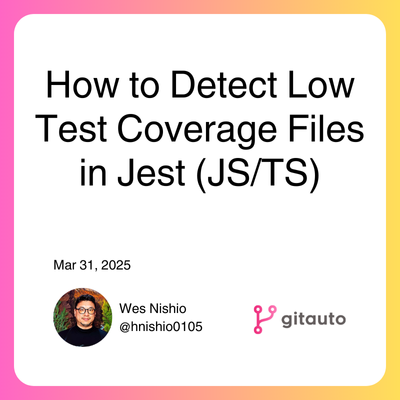 How to Detect Low
Test Coverage Files
in Jest (JS/TS)
Mar 31, 2025
Wes Nishio
@hnishio0105
gitauto